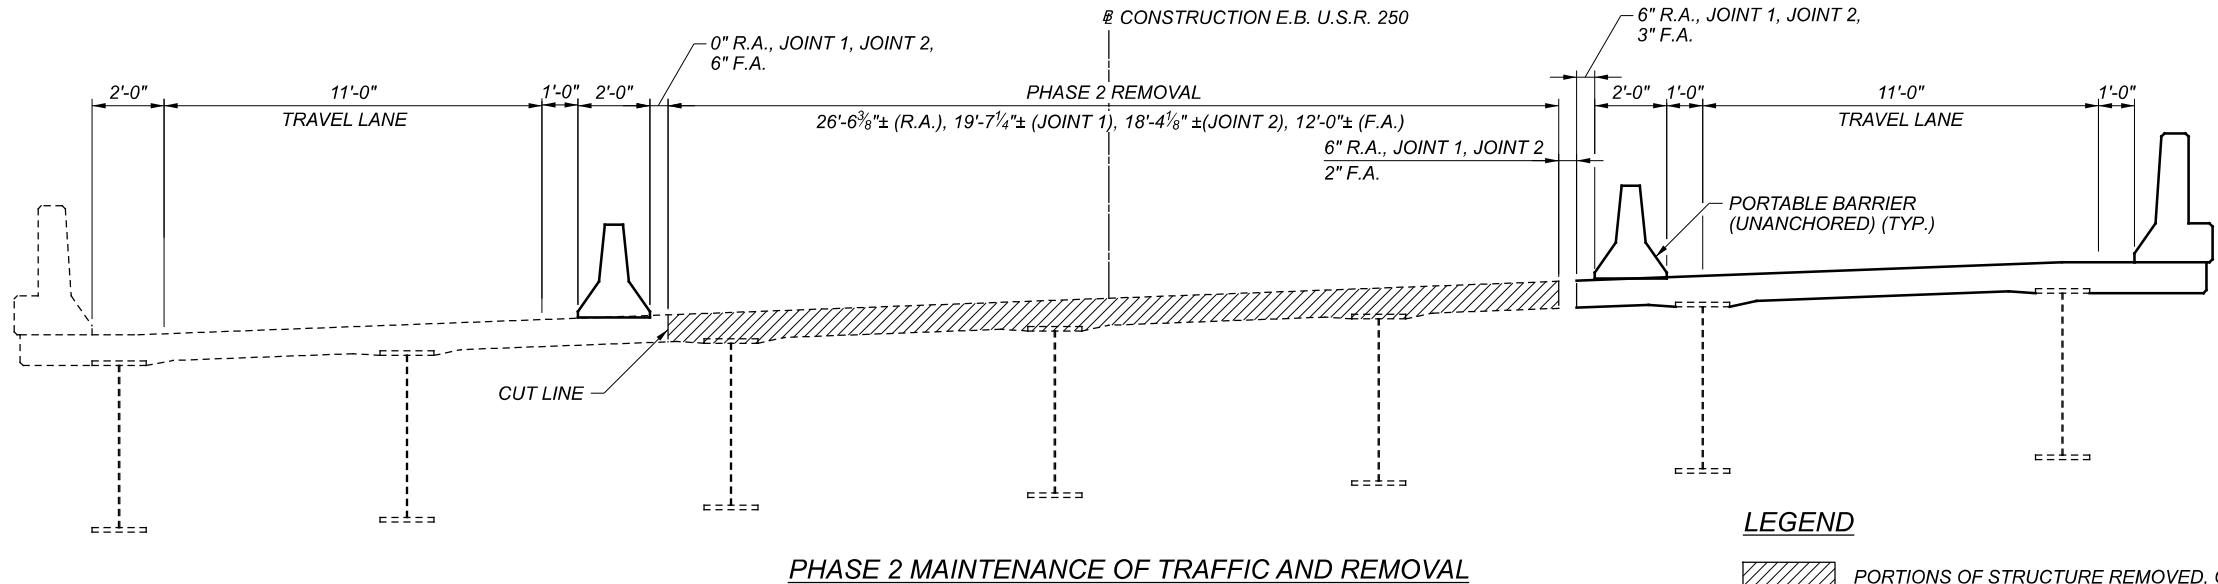 ℄ CONSTRUCTION E.B. U.S.R. 250
0" R.A., JOINT 1, JOINT 2,
6" F.A.
6" R.A., JOINT 1, JOINT 2,
3" F.A.
2'-0" 11'-0" 1'-0" 2'-0" PHASE 2 REMOVAL 2'-0" 1'-0" 11'-0" 1'-0"
TRAVEL LANE 26'-6⅜"± (R.A.), 19'-7¼"± (JOINT 1), 18'-4⅛" ±(JOINT 2), 12'-0"± (F.A.) TRAVEL LANE
6" R.A., JOINT 1, JOINT 2
2" F.A.
PORTABLE BARRIER
(UNANCHORED) (TYP.)
CUT LINE
LEGEND
PHASE 2 MAINTENANCE OF TRAFFIC AND REMOVAL
PORTIONS OF STRUCTURE REMOVED.